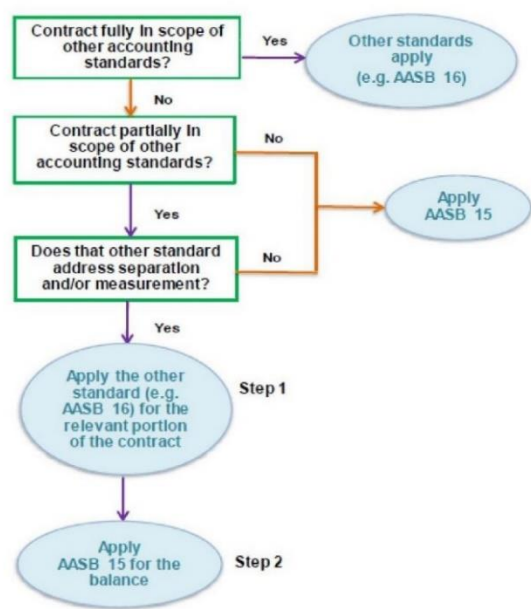 Contract fully In scope of
other accounting
standards?
Yes
Other standards
apply
(e.g. AASB 16)
No
Contract partially In
scope of other
accounting standards?
No
Apply
AASB 15
Yes
Does that other standard
address separation
and/or measurement?
No
Yes
Apply the other
standard (e.g.
AASB 16) for the
relevant portion
of the contract
Step 1
Apply
AASB 15 for the
balance
Step 2